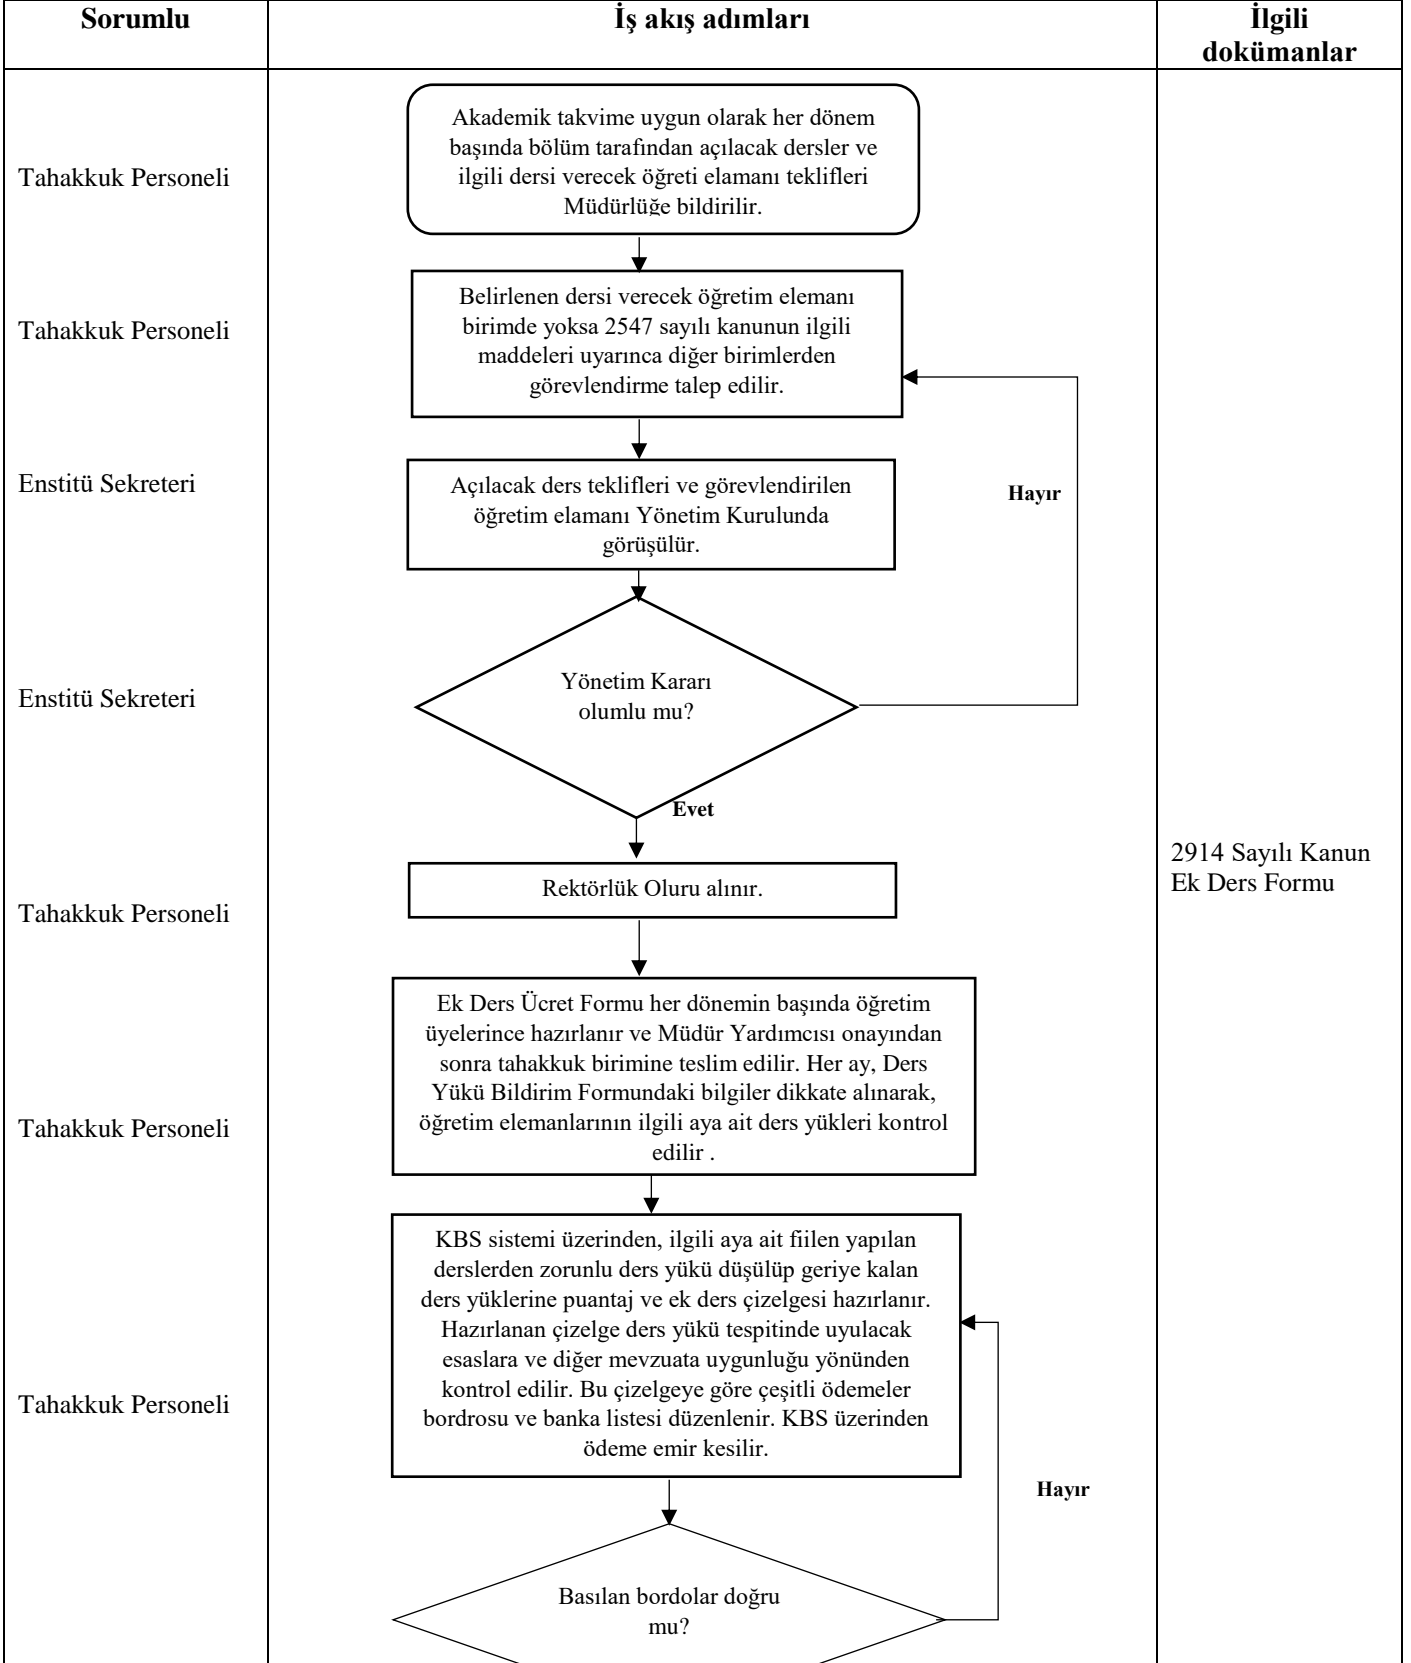 Sorumlu
İş akış adımları
İlgili
dokümanlar
Tahakkuk Personeli
Akademik takvime uygun olarak her dönem
başında bölüm tarafından açılacak dersler ve
ilgili dersi verecek öğreti elamanı teklifleri
Müdürlüğe bildirilir.
Tahakkuk Personeli
Belirlenen dersi verecek öğretim elemanı
birimde yoksa 2547 sayılı kanunun ilgili
maddeleri uyarınca diğer birimlerden
görevlendirme talep edilir.
Enstitü Sekreteri
Açılacak ders teklifleri ve görevlendirilen
öğretim elamanı Yönetim Kurulunda
görüşülür.
Hayır
Enstitü Sekreteri
Yönetim Kararı
olumlu mu?
Evet
2914 Sayılı Kanun
Ek Ders Formu
Tahakkuk Personeli
Rektörlük Oluru alınır.
Tahakkuk Personeli
Ek Ders Ücret Formu her dönemin başında öğretim
üyelerince hazırlanır ve Müdür Yardımcısı onayından
sonra tahakkuk birimine teslim edilir. Her ay, Ders
Yükü Bildirim Formundaki bilgiler dikkate alınarak,
öğretim elemanlarının ilgili aya ait ders yükleri kontrol
edilir .
Tahakkuk Personeli
KBS sistemi üzerinden, ilgili aya ait fiilen yapılan
derslerden zorunlu ders yükü düşülüp geriye kalan
ders yüklerine puantaj ve ek ders çizelgesi hazırlanır.
Hazırlanan çizelge ders yükü tespitinde uyulacak
esaslara ve diğer mevzuata uygunluğu yönünden
kontrol edilir. Bu çizelgeye göre çeşitli ödemeler
bordrosu ve banka listesi düzenlenir. KBS üzerinden
ödeme emir kesilir.
Hayır
Basılan bordolar doğru
mu?